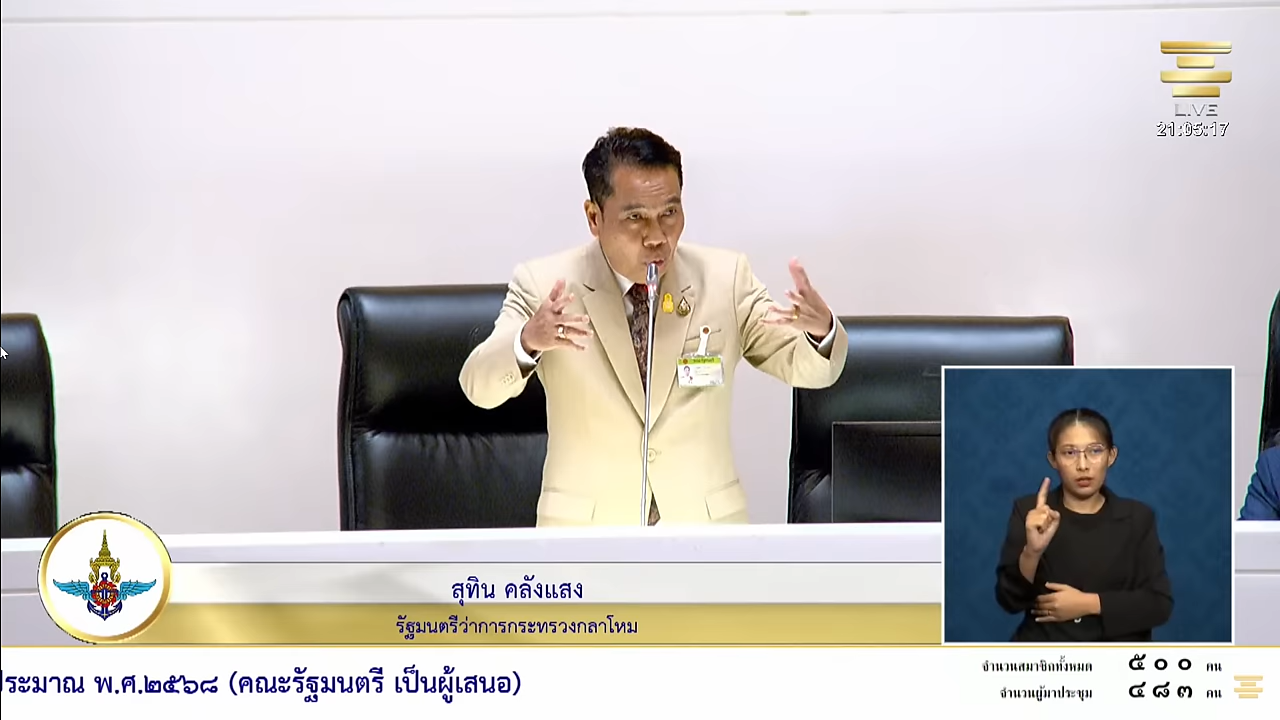 LIVE
21:05:17
สุทิน คลังแสง
รัฐมนตรีว่าการกระทรวงกลาโหม
ประมาณ พ.ศ.๒๕๖๘ (คณะรัฐมนตรี เป็นผู้เสนอ)
จำนวนสมาชิกทั้งหมด ๕๐๐ คน
จำนวนผู้มาประชุม ๔๘๓ คน